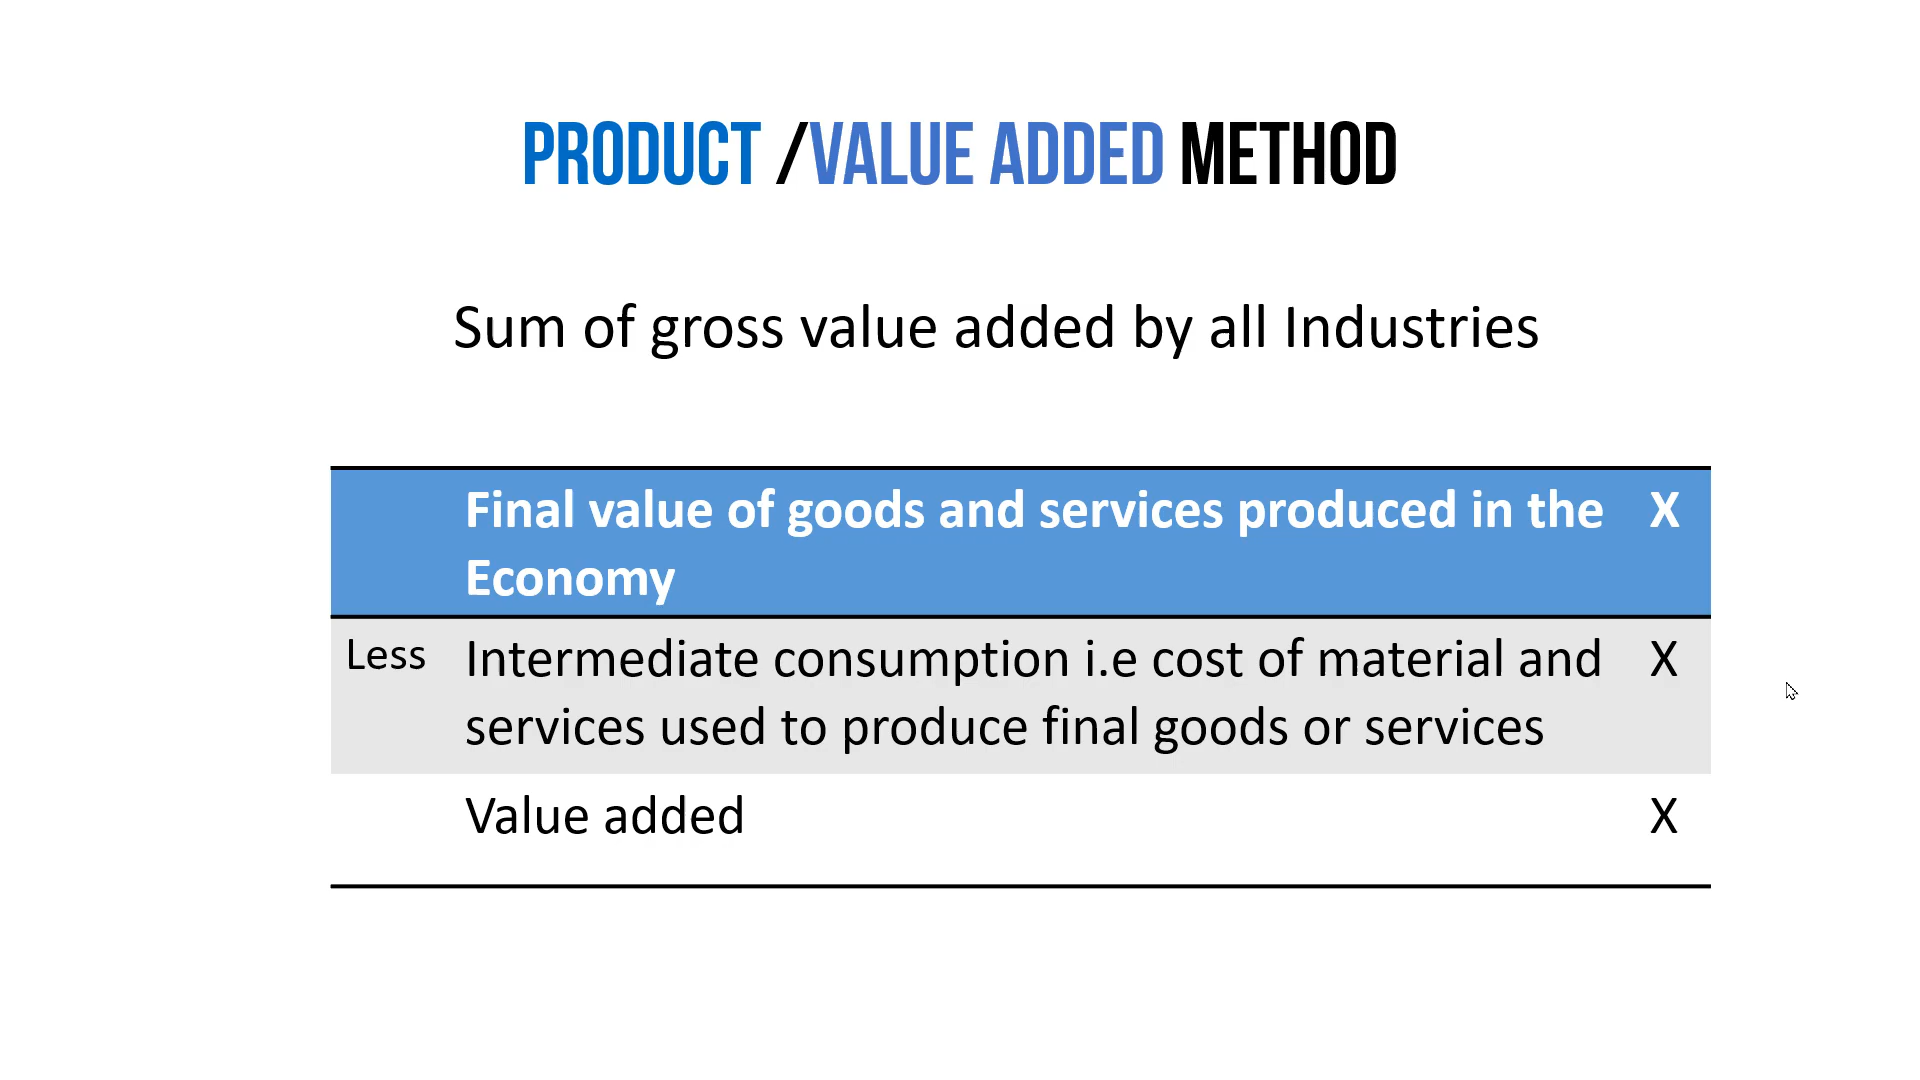 PRODUCT /VALUE ADDED METHOD
Sum of gross value added by all Industries
Final value of goods and services produced in the X
Economy
Less Intermediate consumption i.e cost of material and X
services used to produce final goods or services
Value added X